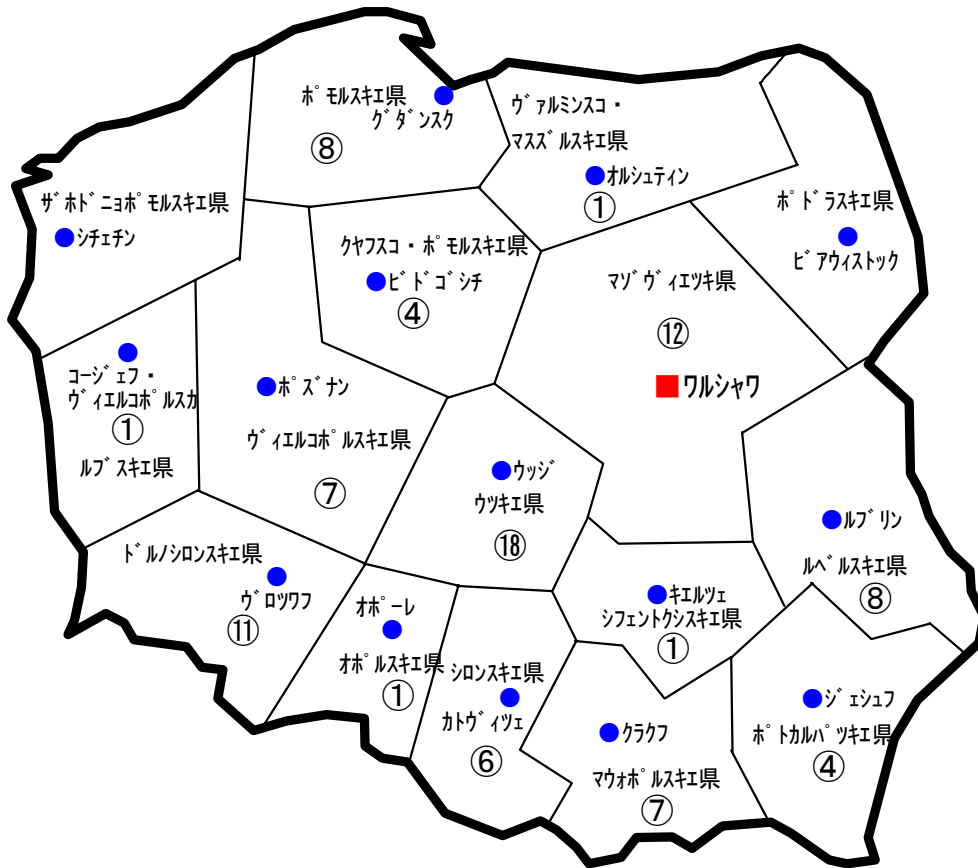 ポモルスキエ県
グダンスク
⑧
ヴァルミンスコ・
マスズルスキエ県
オルシュティン
①
ザホドニョポモルスキエ県
シチェチン
ポドラスキエ県
ビアウィストック
クヤフスコ・ポモルスキエ県
ビドゴシチ
④
マゾヴィエツキ県
⑫
ワルシャワ
コージェフ・
ヴィエルコポルスカ
①
ルブスキエ県
ポズナン
ヴィエルコポルスキエ県
⑦
ウッジ
ウツキエ県
⑱
ルブリン
ルベルスキエ県
⑧
ドルノシロンスキエ県
ヴロツワフ
⑪
オポーレ
オポルスキエ県
①
キエルツェ
シフェントクシスキエ県
①
シロンスキエ県
カトヴィツェ
⑥
クラクフ
マウォポルスキエ県
⑦
ジェシュフ
ポトカルパツキエ県
④